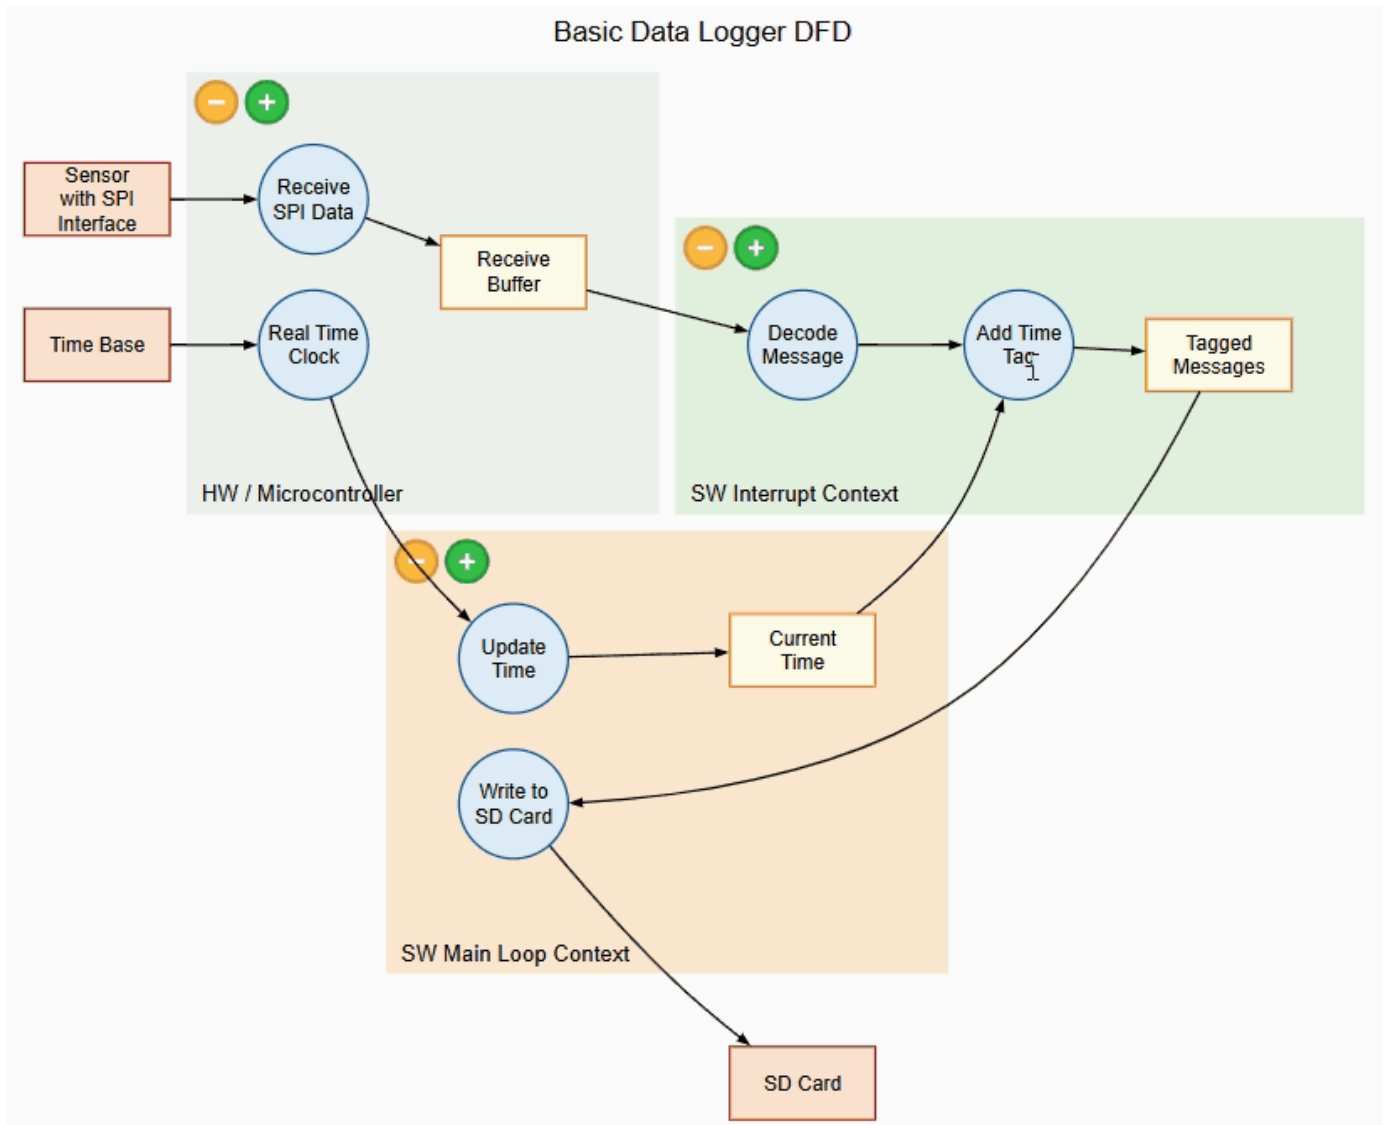 Basic Data Logger DFD
Sensor
with SPI
Interface
Receive
SPI Data
Receive
Buffer
Time Base
Real Time
Clock
Decode
Message
Add Time
Tag
Tagged
Messages
HW / Microcontroller
SW Interrupt Context
Update
Time
Current
Time
Write to
SD Card
SW Main Loop Context
SD Card